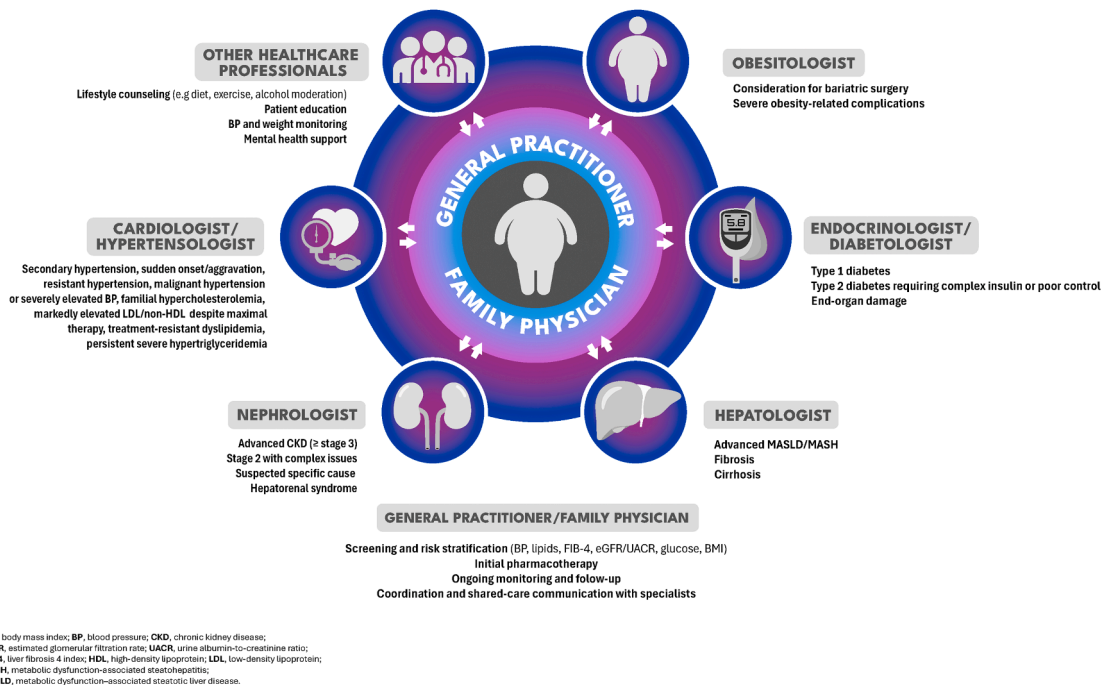 OTHER HEALTHCARE
PROFESSIONALS
Lifestyle counseling (e.g diet, exercise, alcohol moderation)
Patient education
BP and weight monitoring
Mental health support
OBESITOLOGIST
Consideration for bariatric surgery
Severe obesity-related complications
GENERAL PRACTITIONER
FAMILY PHYSICIAN
CARDIOLOGIST/
HYPERTENSOLOGIST
Secondary hypertension, sudden onset/aggravation,
resistant hypertension, malignant hypertension
or severely elevated BP, familial hypercholesterolemia,
markedly elevated LDL/non-HDL despite maximal
therapy, treatment-resistant dyslipidemia,
persistent severe hypertriglyceridemia
5.8
ENDOCRINOLOGIST/
DIABETOLOGIST
Type 1 diabetes
Type 2 diabetes requiring complex insulin or poor control
End-organ damage
NEPHROLOGIST
Advanced CKD (≥ stage 3)
Stage 2 with complex issues
Suspected specific cause
Hepatorenal syndrome
HEPATOLOGIST
Advanced MASLD/MASH
Fibrosis
Cirrhosis
GENERAL PRACTITIONER/FAMILY PHYSICIAN
Screening and risk stratification (BP, lipids, FIB-4, eGFR/UACR, glucose, BMI)
Initial pharmacotherapy
Ongoing monitoring and folow-up
Coordination and shared-care communication with specialists
body mass index; BP, blood pressure; CKD, chronic kidney disease;
R, estimated glomerular filtration rate; UACR, urine albumin-to-creatinine ratio;
4, liver fibrosis 4 index; HDL, high-density lipoprotein; LDL, low-density lipoprotein;
H, metabolic dysfunction-associated steatohepatitis;
LD, metabolic dysfunction–associated steatotic liver disease.